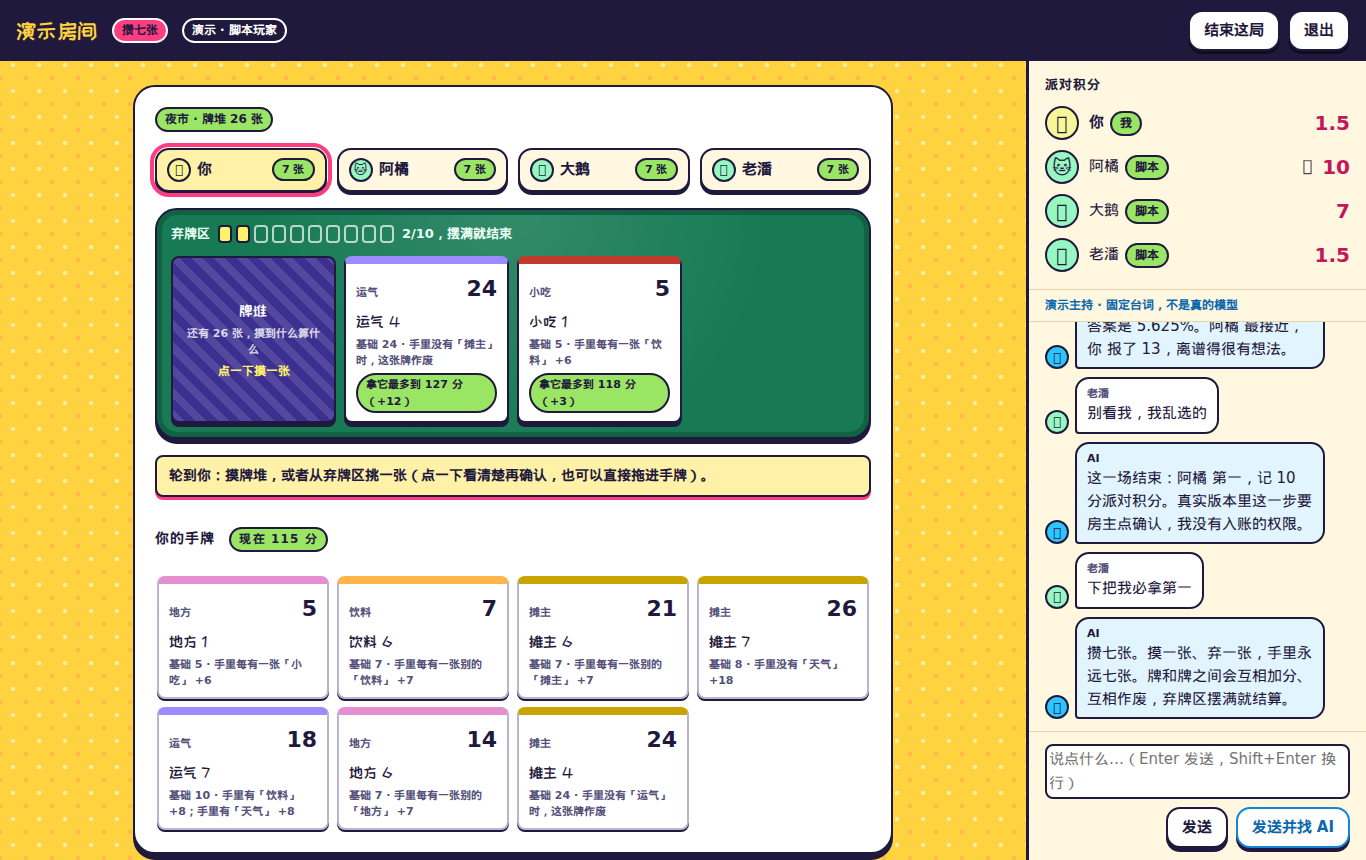 演示房间
攒七张
演示 · 脚本玩家
结束这局
退出
夜市 · 牌堆 26 张
你
7 张
阿橘
7 张
大鹅
7 张
老潘
7 张
弃牌区
2/10，摆满就结束
牌堆
还有 26 张，摸到什么算什
么
点一下摸一张
运气
24
运气 4
基础 24 · 手里没有「摊主」
时，这张牌作废
拿它最多到 127 分
（+12）
小吃
5
小吃 1
基础 5 · 手里每有一张「饮
料」 +6
拿它最多到 118 分
（+3）
轮到你：摸牌堆，或者从弃牌区挑一张（点一下看清楚再确认，也可以直接拖进手牌）。
你的手牌
现在 115 分
地方
5
地方 1
基础 5 · 手里每有一张「小
吃」 +6
饮料
7
饮料 6
基础 7 · 手里每有一张别的
「饮料」 +7
摊主
21
摊主 6
基础 7 · 手里每有一张别的
「摊主」 +7
摊主
26
摊主 7
基础 8 · 手里没有「天气」
+18
运气
18
运气 7
基础 10 · 手里有「饮料」
+8；手里有「天气」 +8
地方
14
地方 6
基础 7 · 手里每有一张别的
「地方」 +7
摊主
24
摊主 4
基础 24 · 手里没有「运气」
时，这张牌作废
派对积分
你
我
1.5
阿橘
脚本
10
大鹅
脚本
7
老潘
脚本
1.5
演示主持 · 固定台词，不是真的模型
答案是 5.625%。阿橘 最接近，
你 报了 13，离谱得很有想法。
老潘
别看我，我乱选的
AI
这一场结束：阿橘 第一，记 10
分派对积分。真实版本里这一步要
房主点确认，我没有入账的权限。
老潘
下把我必拿第一
AI
攒七张。摸一张、弃一张，手里永
远七张。牌和牌之间会互相加分、
互相作废，弃牌区摆满就结算。
说点什么…（Enter 发送，Shift+Enter 换
行）
发送
发送并找 AI